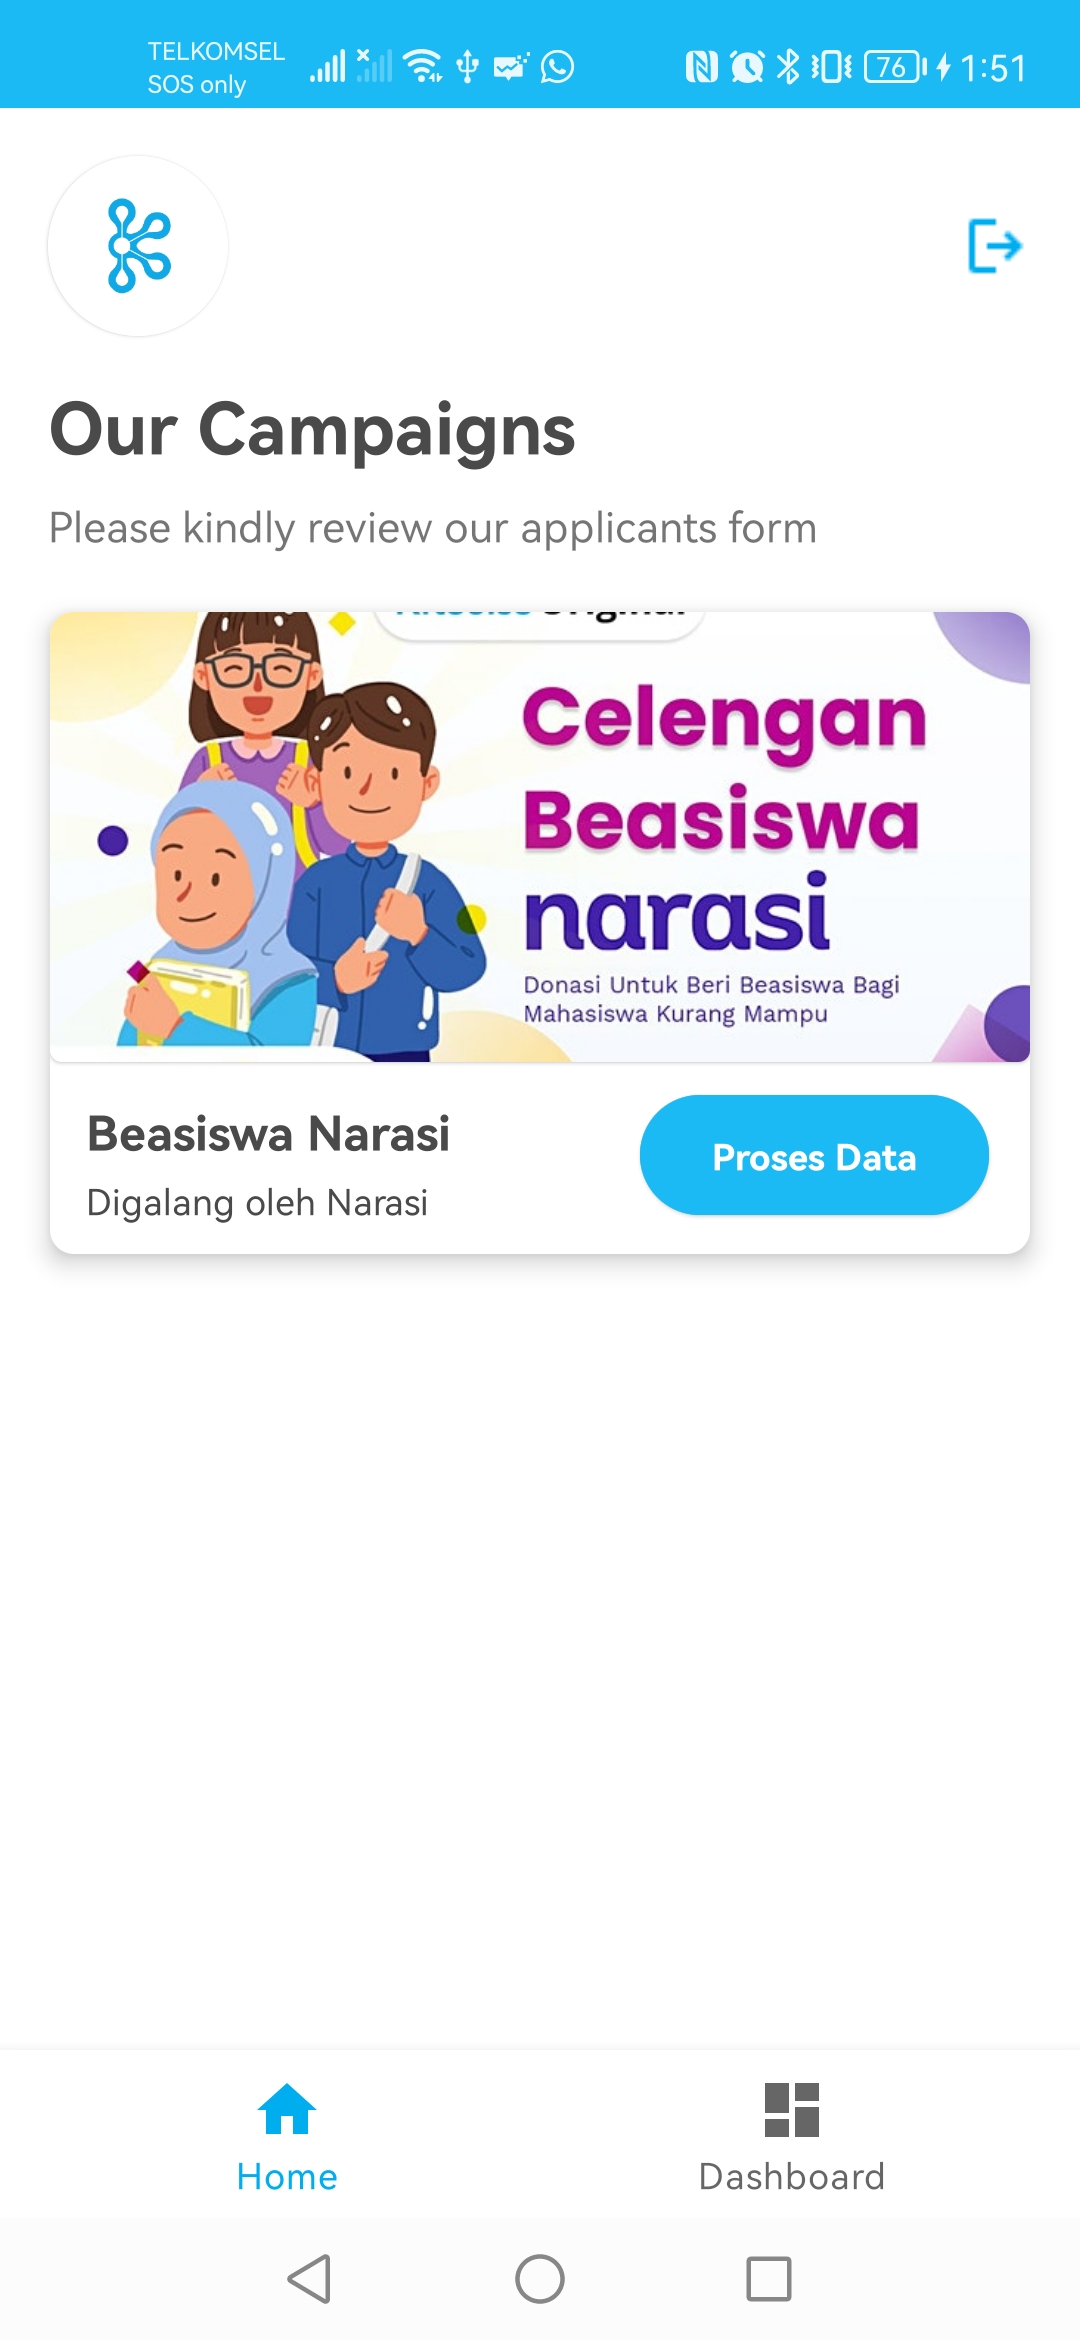 TELKOMSEL
SOS only
76
1:51
Our Campaigns
Please kindly review our applicants form
Celengan
Beasiswa
narasi
Donasi Untuk Beri Beasiswa Bagi
Mahasiswa Kurang Mampu
Beasiswa Narasi
Digalang oleh Narasi
Proses Data
Home
Dashboard